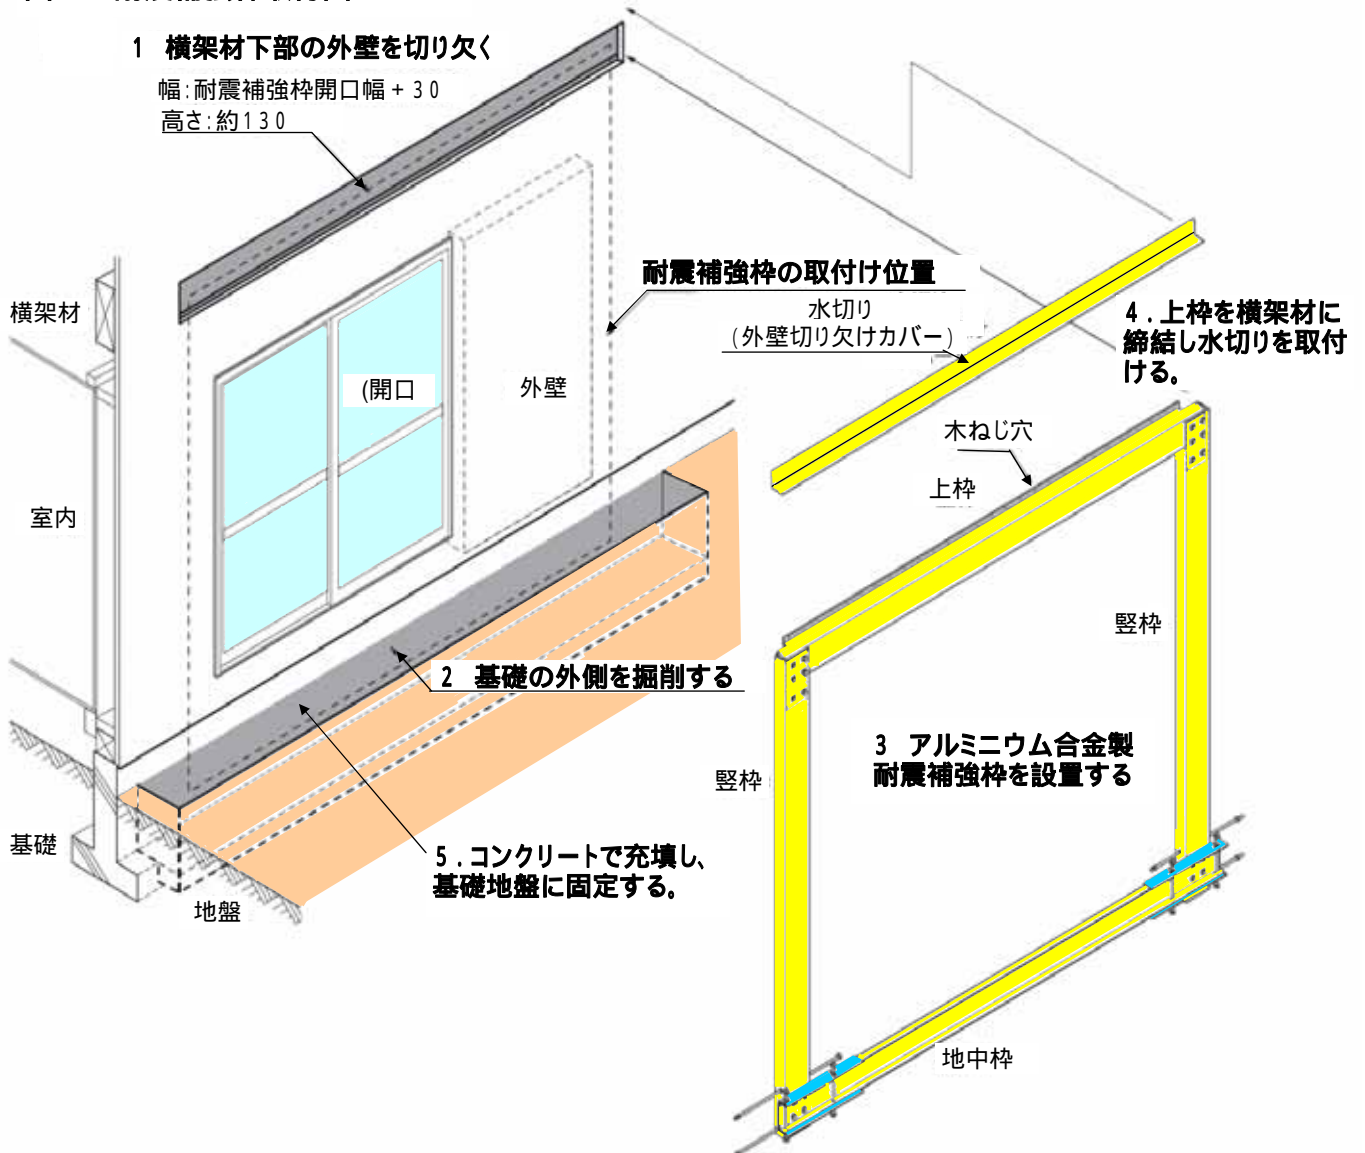 1 横架材下部の外壁を切り欠く
幅:耐震補強枠開口幅+30
高さ:約130
耐震補強枠の取付け位置
水切り
(外壁切り欠けカバー)
4.上枠を横架材に
締結し水切りを取付
ける。
横架材
(開口
外壁
木ねじ穴
上枠
室内
竪枠
2 基礎の外側を掘削する
3 アルミニウム合金製
耐震補強枠を設置する
竪枠
基礎
5.コンクリートで充填し、
基礎地盤に固定する。
地盤
地中枠